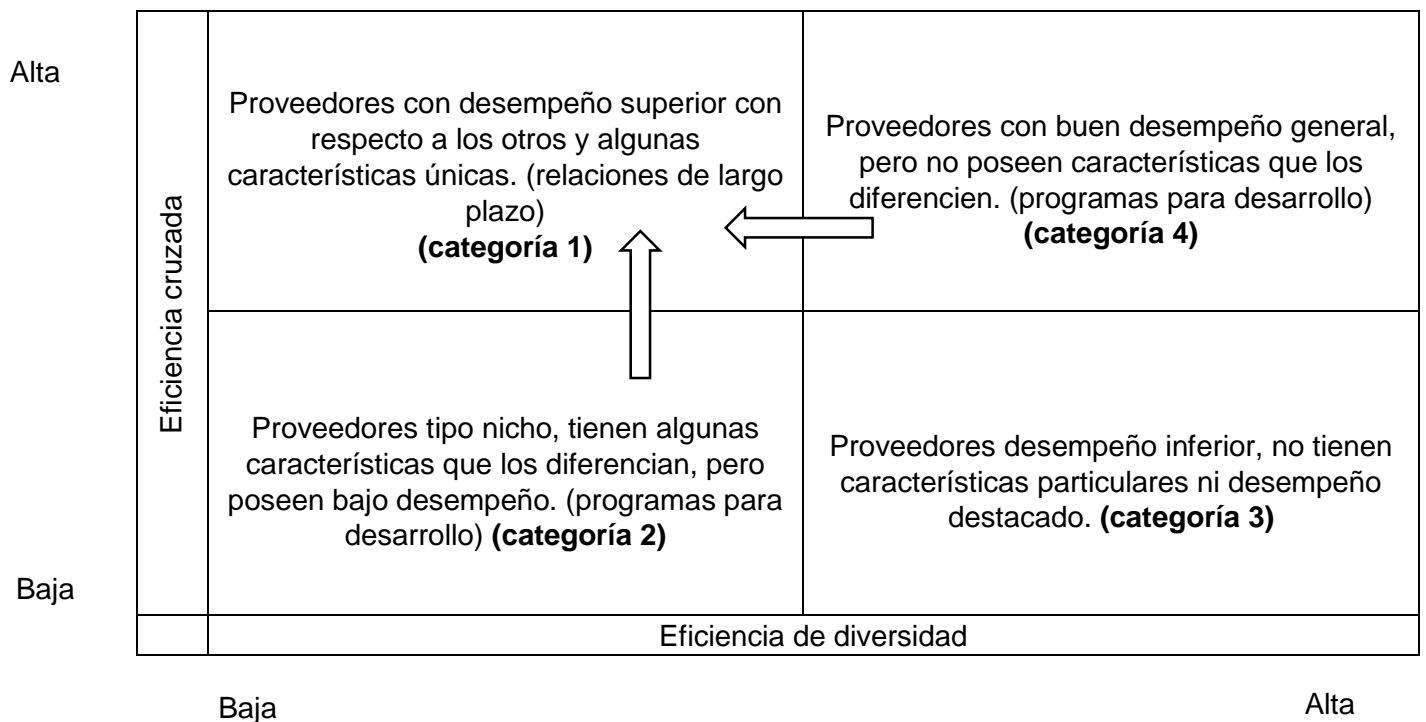 Alta
Eficiencia cruzada
Proveedores con desempeño superior con
respecto a los otros y algunas
características únicas. (relaciones de largo
plazo)
(categoría 1)
Proveedores con buen desempeño general,
pero no poseen características que los
diferencien. (programas para desarrollo)
(categoría 4)
Proveedores tipo nicho, tienen algunas
características que los diferencian, pero
poseen bajo desempeño. (programas para
desarrollo) (categoría 2)
Proveedores desempeño inferior, no tienen
características particulares ni desempeño
destacado. (categoría 3)
Baja
Eficiencia de diversidad
Baja
Alta